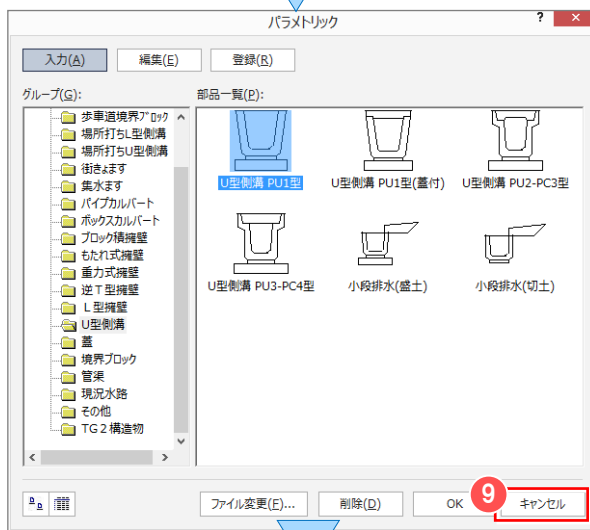 パラメトリック
? ×
入力(A) 編集(E) 登録(R)
グループ(G): 部品一覧(P):
歩車道境界ブロック
場所打ちL型側溝
場所打ちU型側溝
街きょます
集水ます
パイプカルバート
ボックスカルバート
ブロック積擁壁
もたれ式擁壁
重力式擁壁
逆T型擁壁
L型擁壁
U型側溝
蓋
境界ブロック
管渠
現況水路
その他
TG2構造物
U型側溝 PU1型 U型側溝 PU1型(蓋付) U型側溝 PU2-PC3型
U型側溝 PU3-PC4型 小段排水(盛土) 小段排水(切土)
ファイル変更(F)... 削除(D) OK 9 キャンセル